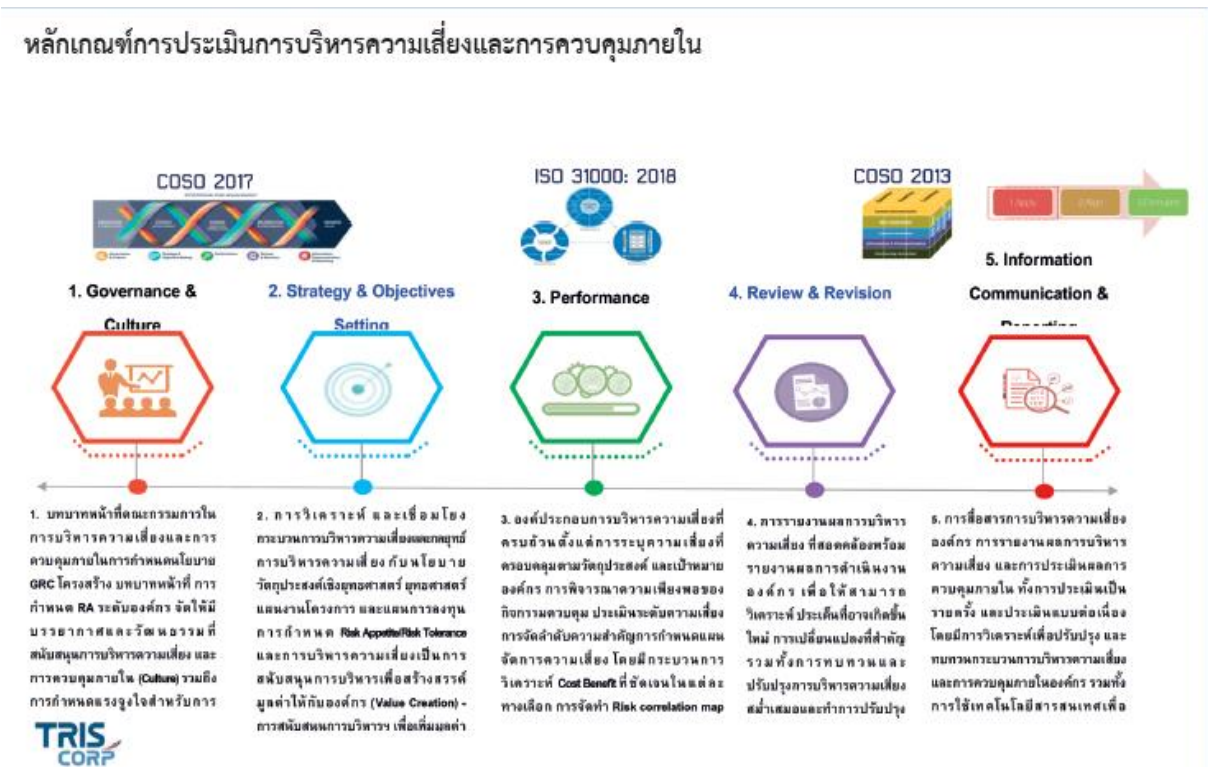 หลักเกณฑ์การประเมินการบริหารความเสี่ยงและการควบคุมภายใน
COSO 2017
ISO 31000: 2018
COSO 2013
1. Governance &
Culture
2. Strategy & Objectives
Setting
3. Performance
4. Review & Revision
5. Information
Communication &
Reporting
1. บทบาทหน้าที่คณะกรรมการใน
การบริหารความเสี่ยงและการ
ควบคุมภายในการกำหนดนโยบาย
GRC โครงสร้าง บทบาทหน้าที่ การ
กำหนด RA ระดับองค์กร จัดให้มี
บรรยากาศและวัฒนธรรมที่
สนับสนุนการบริหารความเสี่ยง และ
การควบคุมภายใน (Culture) รวมถึง
การกำหนดแรงจูงใจสำหรับการ
2. การวิเคราะห์ และเชื่อมโยง
กระบวนการบริหารความเสี่ยงและกลยุทธ์
การบริหารความเสี่ยง กับนโยบาย
วัตถุประสงค์เชิงยุทธศาสตร์ ยุทธศาสตร์
แผนงานโครงการ และแผนการลงทุน
การกำหนด Risk Appetite/Risk Tolerance
และการบริหารความเสี่ยงเป็นการ
สนับสนุนการบริหารเพื่อสร้างสรรค์
มูลค่าให้กับองค์กร (Value Creation) -
การสนับสนุนการบริหารฯ เพื่อเพิ่มมูลค่า
3. องค์ประกอบการบริหารความเสี่ยงที่
ครบถ้วนตั้งแต่การระบุความเสี่ยงที่
ครอบคลุมตามวัตถุประสงค์ และเป้าหมาย
องค์กร การพิจารณาความเพียงพอของ
กิจกรรมควบคุม ประเมินระดับความเสี่ยง
การจัดลำดับความสำคัญการกำหนดแผน
จัดการความเสี่ยง โดยมีกระบวนการ
วิเคราะห์ Cost Benefit ที่ชัดเจนในแต่ละ
ทางเลือก การจัดทำ Risk correlation map
4. การรายงานผลการบริหาร
ความเสี่ยง ที่สอดคล้องพร้อม
รายงานผลการดำเนินงาน
องค์กร เพื่อให้สามารถ
วิเคราะห์ ประเด็นที่อาจเกิดขึ้น
ใหม่ การเปลี่ยนแปลงที่สำคัญ
รวมทั้งการทบทวนและ
ปรับปรุงการบริหารความเสี่ยง
สม่ำเสมอและทำการปรับปรุง
5. การสื่อสารการบริหารความเสี่ยง
องค์กร การรายงานผลการบริหาร
ความเสี่ยง และการประเมินผลการ
ควบคุมภายใน ทั้งการประเมินเป็น
รายครั้ง และประเมินแบบต่อเนื่อง
โดยมีการวิเคราะห์เพื่อปรับปรุง และ
ทบทวนกระบวนการบริหารความเสี่ยง
และการควบคุมภายในองค์กร รวมทั้ง
การใช้เทคโนโลยีสารสนเทศเพื่อ
TRIS
CORP